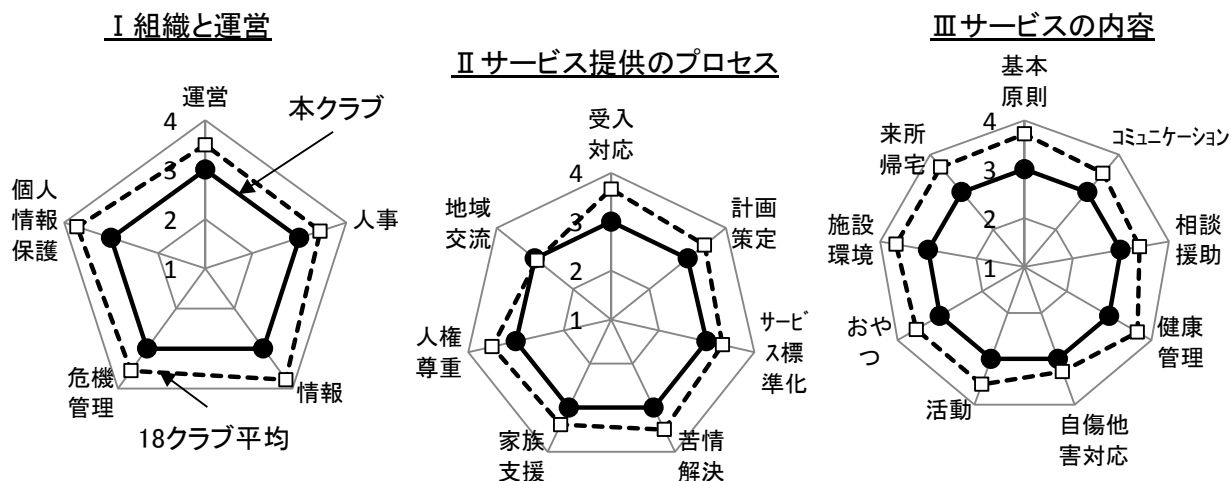 Ⅰ 組織と運営
運営
本クラブ
4
3
2
1
個人
情報
保護
人事
危機
管理
情報
18クラブ平均
Ⅱ サービス提供のプロセス
受入
対応
4
3
2
1
地域
交流
計画
策定
人権
尊重
サービ
ス標
準化
家族
支援
苦情
解決
Ⅲサービスの内容
基本
原則
4
3
2
1
来所
帰宅
コミュニケーション
施設
環境
相談
援助
おや
つ
健康
管理
活動
自傷他
害対応